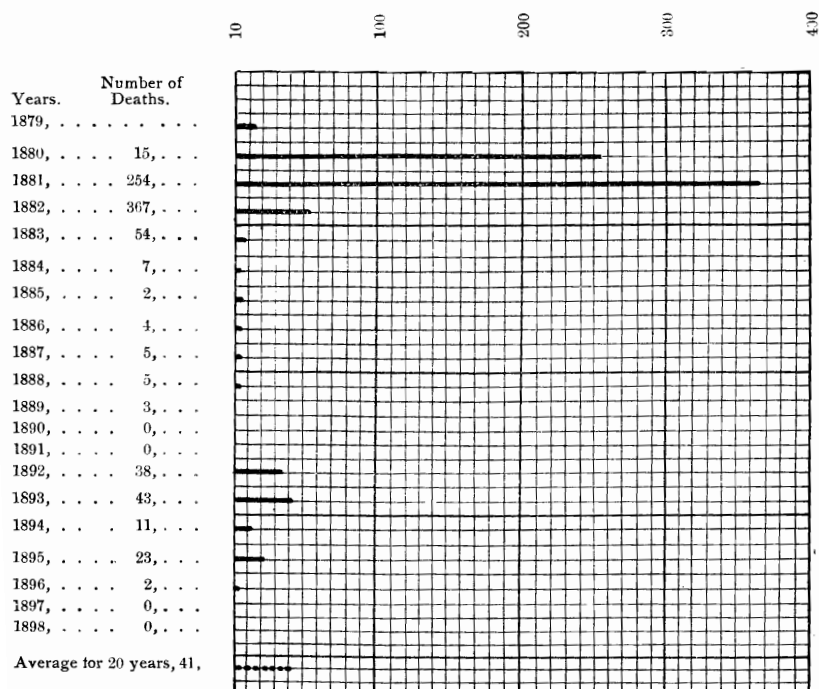 10 100 200 300 400
Number of
Years. Deaths.
1879, . . . . . . . . .
1880, . . . . 15, . . .
1881, . . . . 254, . . .
1882, . . . . 367, . . .
1883, . . . . 54, . . .
1884, . . . . 7, . . .
1885, . . . . 2, . . .
1886, . . . . 4, . . .
1887, . . . . 5, . . .
1888, . . . . 5, . . .
1889, . . . . 3, . . .
1890, . . . . 0, . . .
1891, . . . . 0, . . .
1892, . . . . 38, . . .
1893, . . . . 43, . . .
1894, . . . . 11, . . .
1895, . . . . 23, . . .
1896, . . . . 2, . . .
1897, . . . . 0, . . .
1898, . . . . 0, . . .
Average for 20 years, 41,